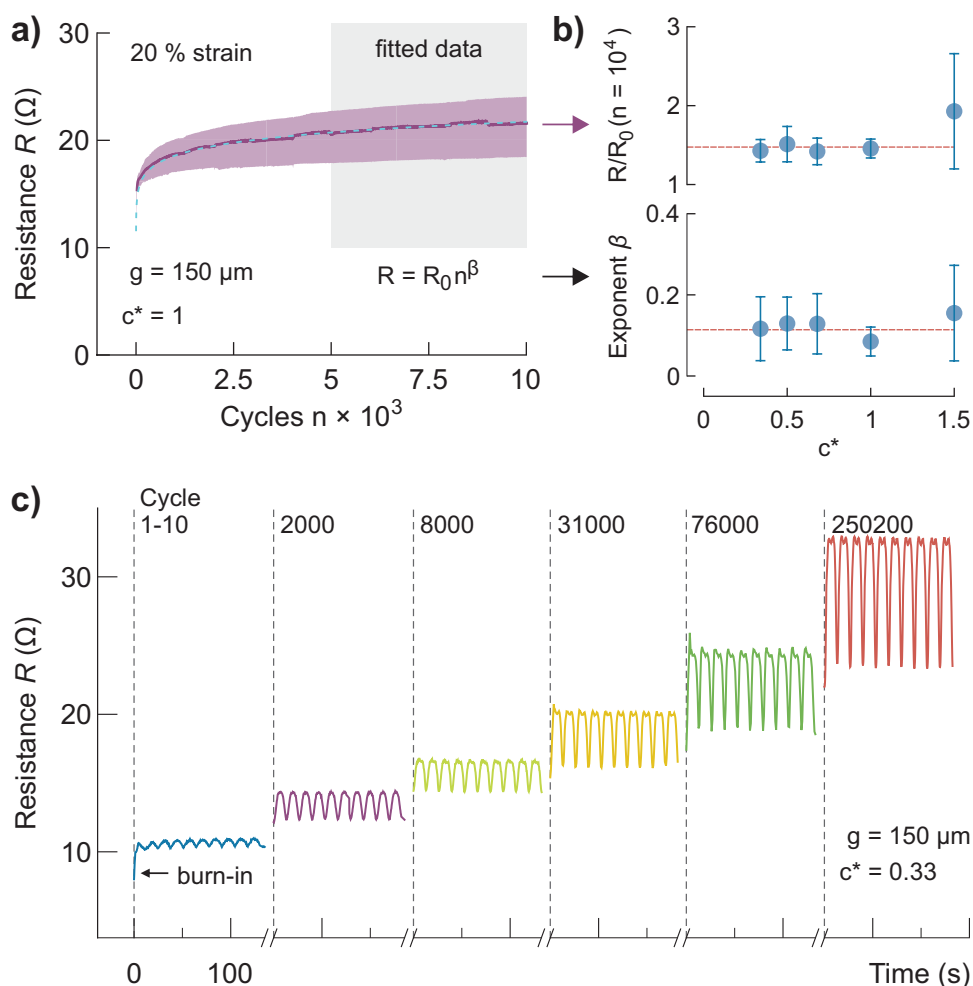 a)
20 % strain
fitted data
g = 150 µm
c* = 1
R = R₀n^β
Resistance R (Ω)
30
20
10
0
0 2.5 5 7.5 10
Cycles n × 10³
b)
R/R₀ (n = 10⁴)
3
2
1
Exponent β
0.4
0.2
0
0 0.5 1 1.5
c*
c)
Cycle
1-10 2000 8000 31000 76000 250200
Resistance R (Ω)
30
20
10
burn-in
g = 150 µm
c* = 0.33
0 100 Time (s)